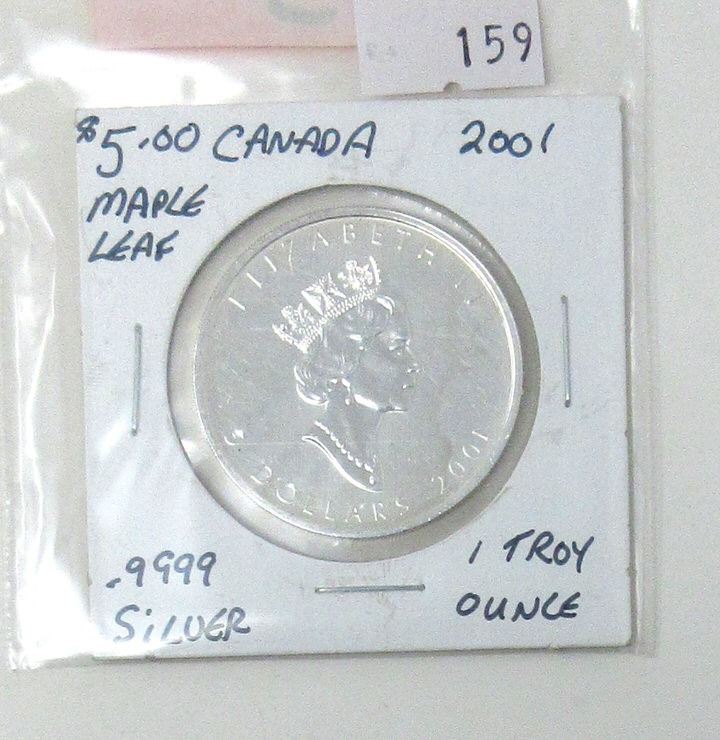 159
$5.00 CANADA 2001
MAPLE
LEAF
ELIZABETH II
5 DOLLARS 2001
.9999
SILVER
1 TROY
OUNCE